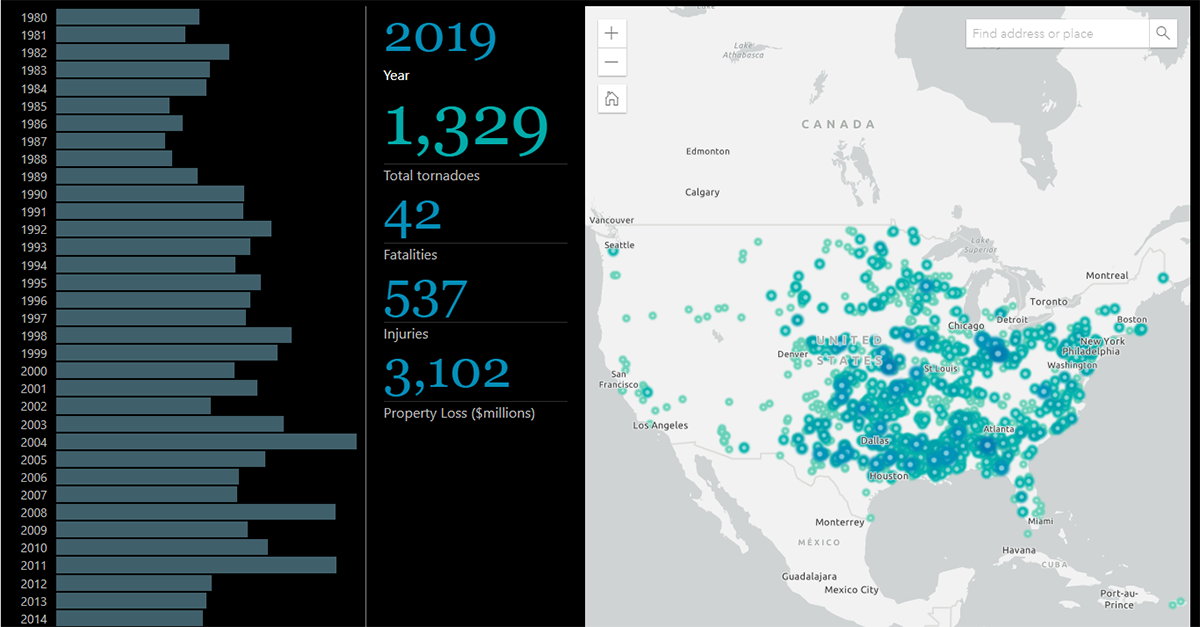 1980
1981
1982
1983
1984
1985
1986
1987
1988
1989
1990
1991
1992
1993
1994
1995
1996
1997
1998
1999
2000
2001
2002
2003
2004
2005
2006
2007
2008
2009
2010
2011
2012
2013
2014
2019
Year
1,329
Total tornadoes
42
Fatalities
537
Injuries
3,102
Property Loss ($millions)
Find address or place
Lake
Athabasca
CANADA
Edmonton
Calgary
Vancouver
Seattle
Lake
Superior
Montreal
Toronto
Boston
Detroit
Chicago
New York
Philadelphia
UNITED
STATES
Denver
Washington
St Louis
San
Francisco
Los Angeles
Atlanta
Dallas
Houston
Monterrey
Miami
MÉXICO
Havana
CUBA
Guadalajara
Mexico City
Port-au-
Prince